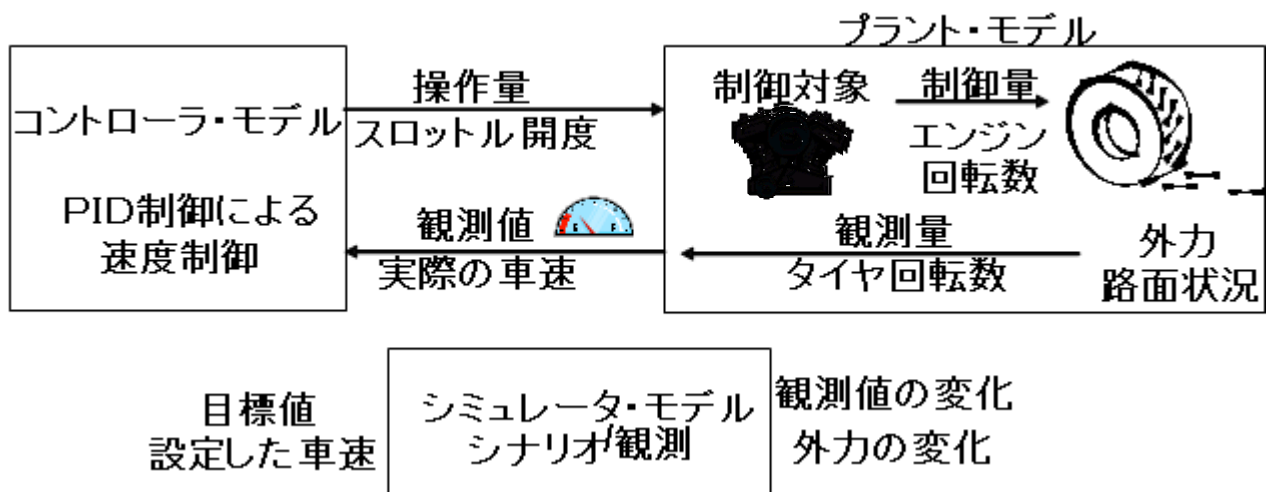 プラント・モデル
コントローラ・モデル
PID制御による
速度制御
操作量
スロットル開度
観測値
実際の車速
制御対象
制御量
エンジン
回転数
観測量
タイヤ回転数
外力
路面状況
目標値
設定した車速
シミュレータ・モデル
シナリオ/観測
観測値の変化
外力の変化